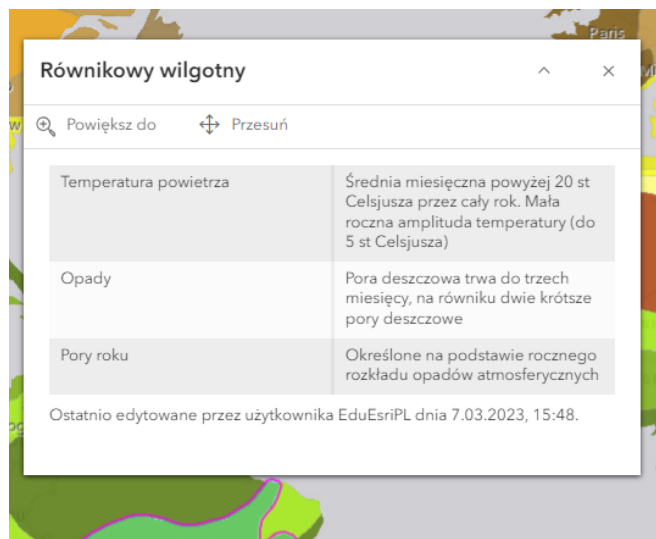 Paris
Równikowy wilgotny
Powiększ do
Przesuń
Temperatura powietrza
Średnia miesięczna powyżej 20 st
Celsjusza przez cały rok. Mała
roczna amplituda temperatury (do
5 st Celsjusza)
Opady
Pora deszczowa trwa do trzech
miesięcy, na równiku dwie krótsze
pory deszczowe
Pory roku
Określone na podstawie rocznego
rozkładu opadów atmosferycznych
Ostatnio edytowane przez użytkownika EduEsriPL dnia 7.03.2023, 15:48.